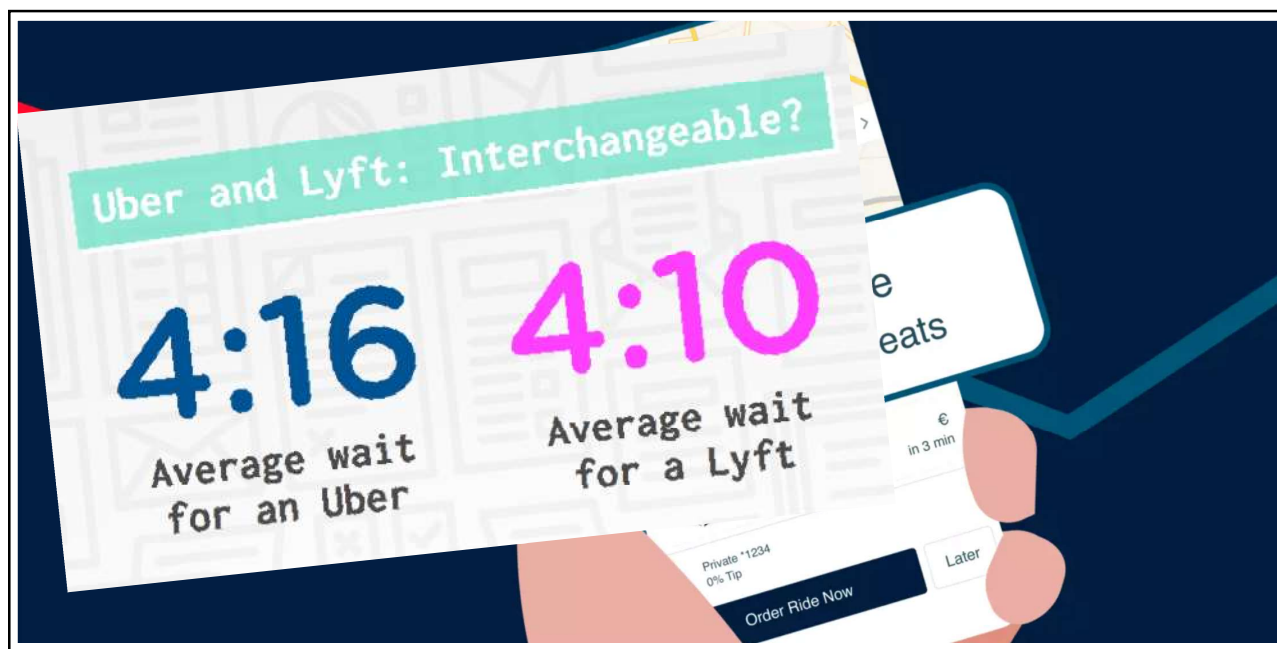 Uber and Lyft: Interchangeable?
4:16
Average wait
for an Uber
4:10
Average wait
for a Lyft
e
eats
€
in 3 min
Private *1234
0% Tip
Order Ride Now
Later